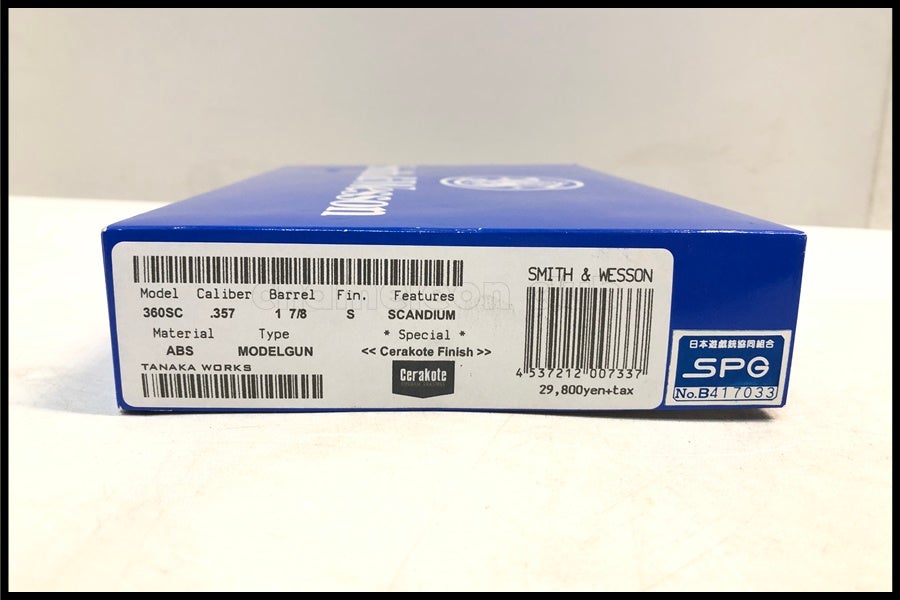 Wesson
SMITH & WESSON
Model Caliber Barrel Fin. Features
360SC .357 1 7/8 S SCANDIUM
Material Type * Special *
ABS MODELGUN << Cerakote Finish >>
TANAKA WORKS
Cerakote
4 537212 007337
29,800yen+tax
日本遊戯銃協同組合
SPG
No.B417033